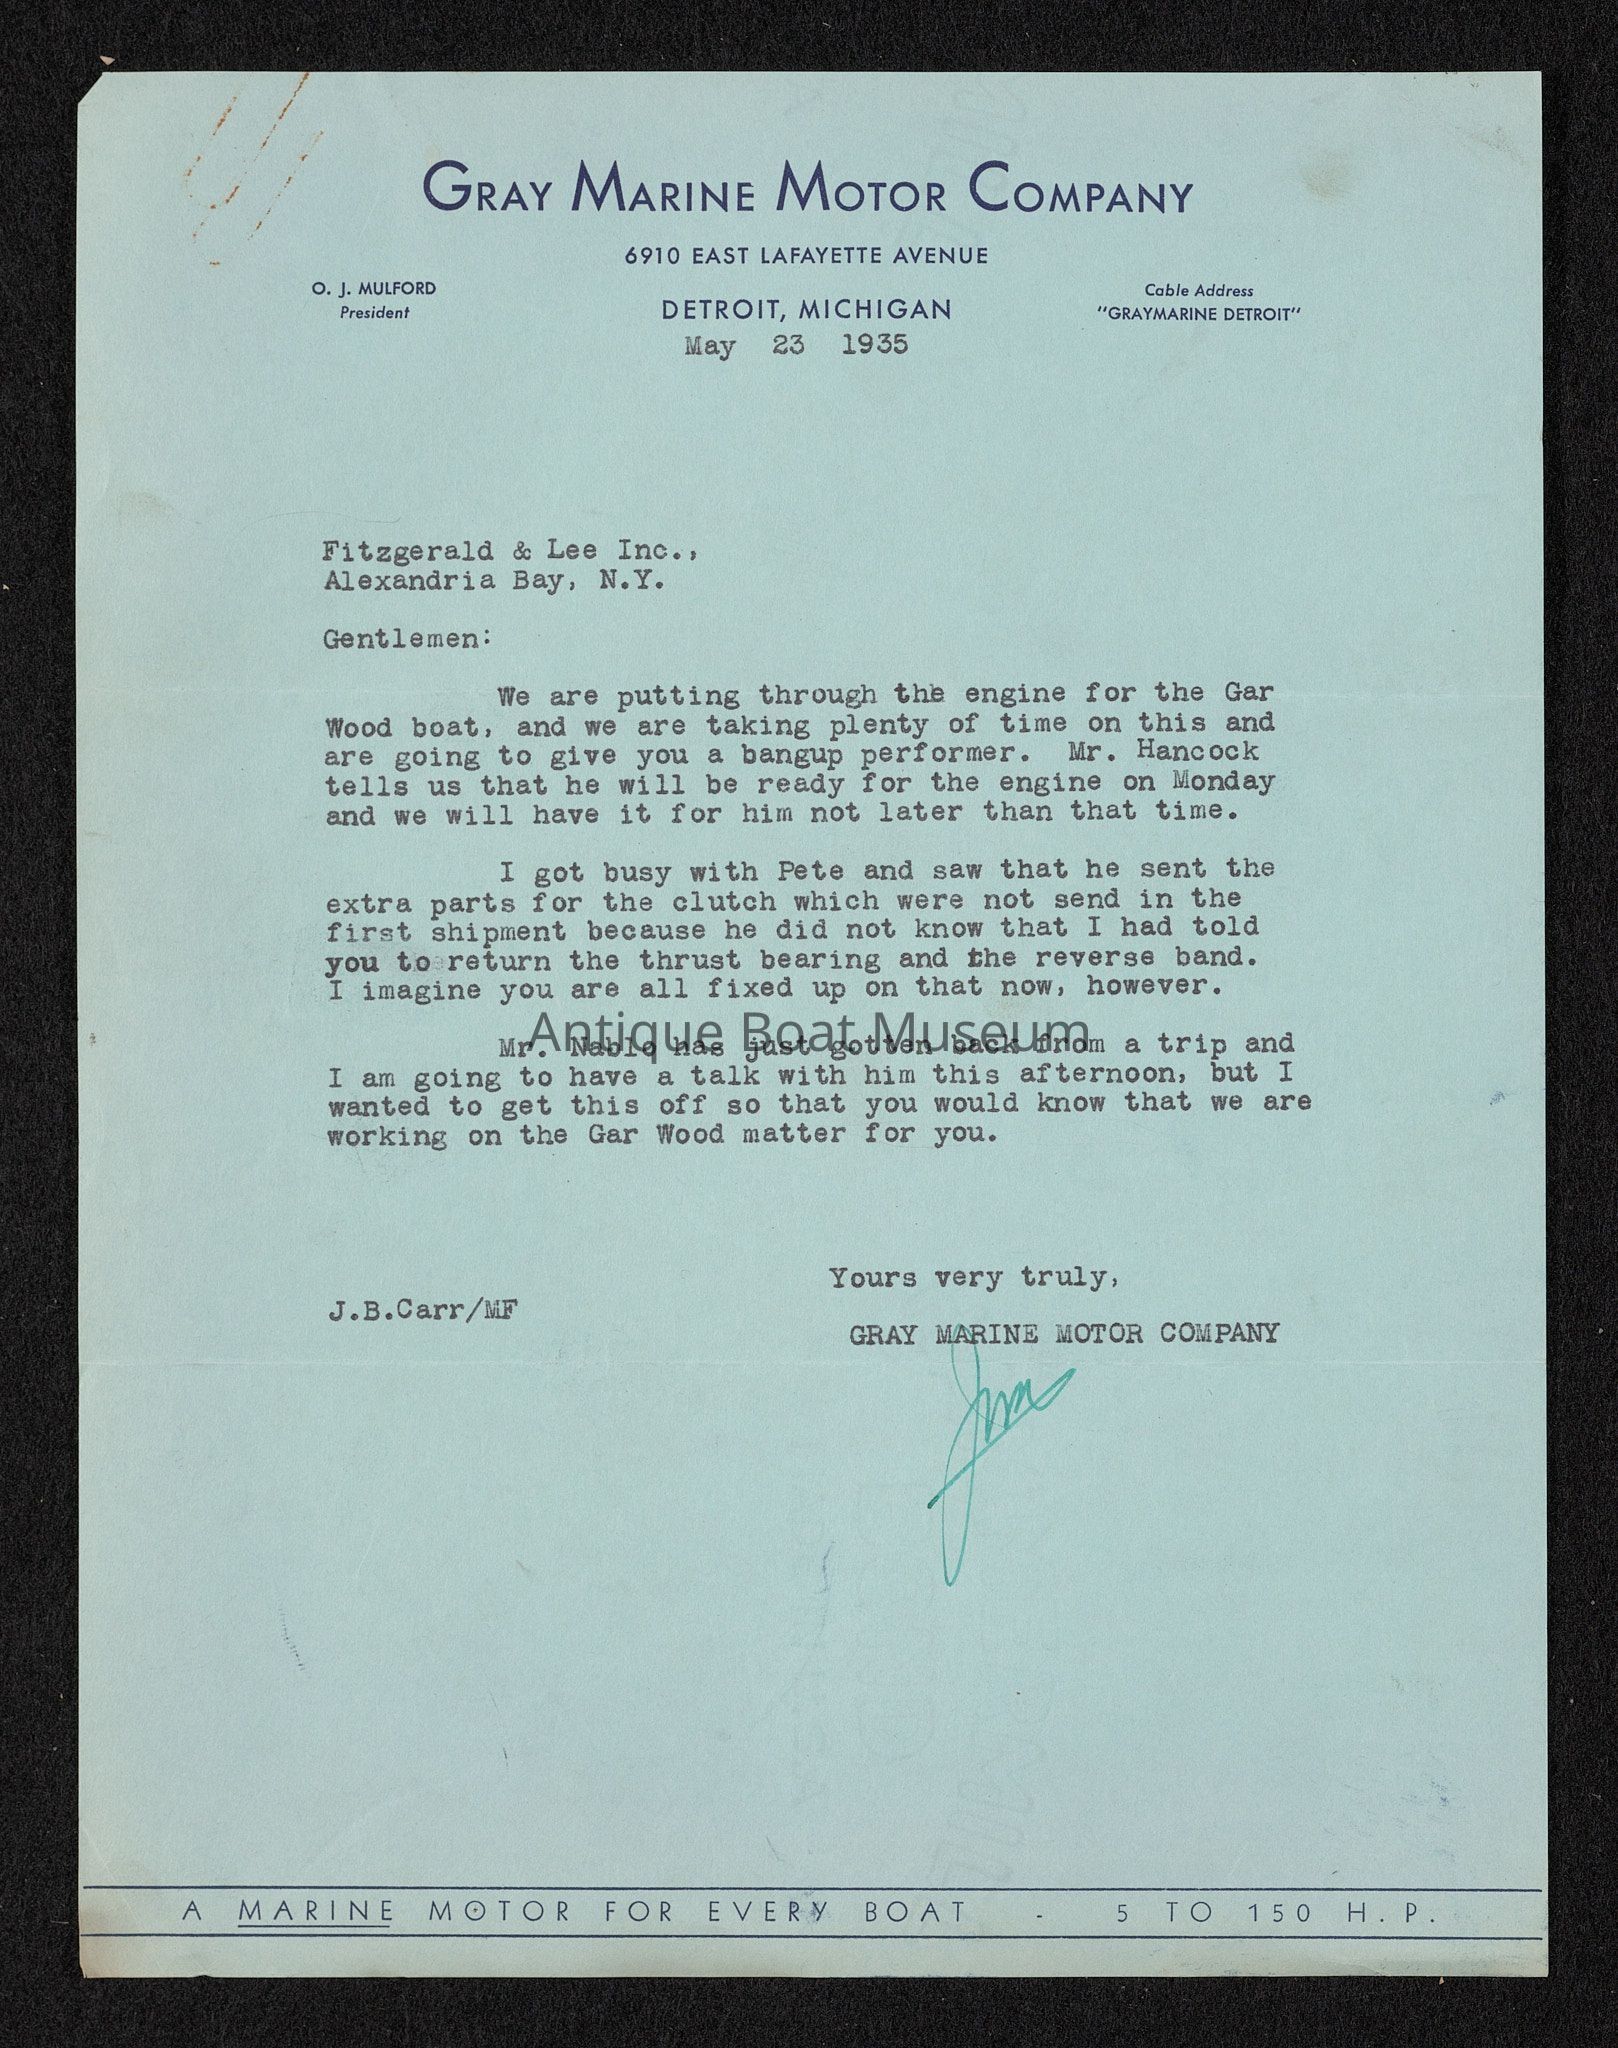 GRAY MARINE MOTOR COMPANY
6910 EAST LAFAYETTE AVENUE
O. J. MULFORD
President
DETROIT, MICHIGAN
Cable Address
"GRAYMARINE DETROIT"
May 23 1935
Fitzgerald & Lee Inc.,
Alexandria Bay, N.Y.
Gentlemen:
We are putting through the engine for the Gar
Wood boat, and we are taking plenty of time on this and
are going to give you a bangup performer. Mr. Hancock
tells us that he will be ready for the engine on Monday
and we will have it for him not later than that time.
I got busy with Pete and saw that he sent the
extra parts for the clutch which were not send in the
first shipment because he did not know that I had told
you to return the thrust bearing and the reverse band.
I imagine you are all fixed up on that now, however.
Antique Boat Museum
Mr. Nablo has just gotten back from a trip and
I am going to have a talk with him this afternoon, but I
wanted to get this off so that you would know that we are
working on the Gar Wood matter for you.
Yours very truly,
J.B.Carr/MF
GRAY MARINE MOTOR COMPANY
Jim
A MARINE MOTOR FOR EVERY BOAT - 5 TO 150 H.P.